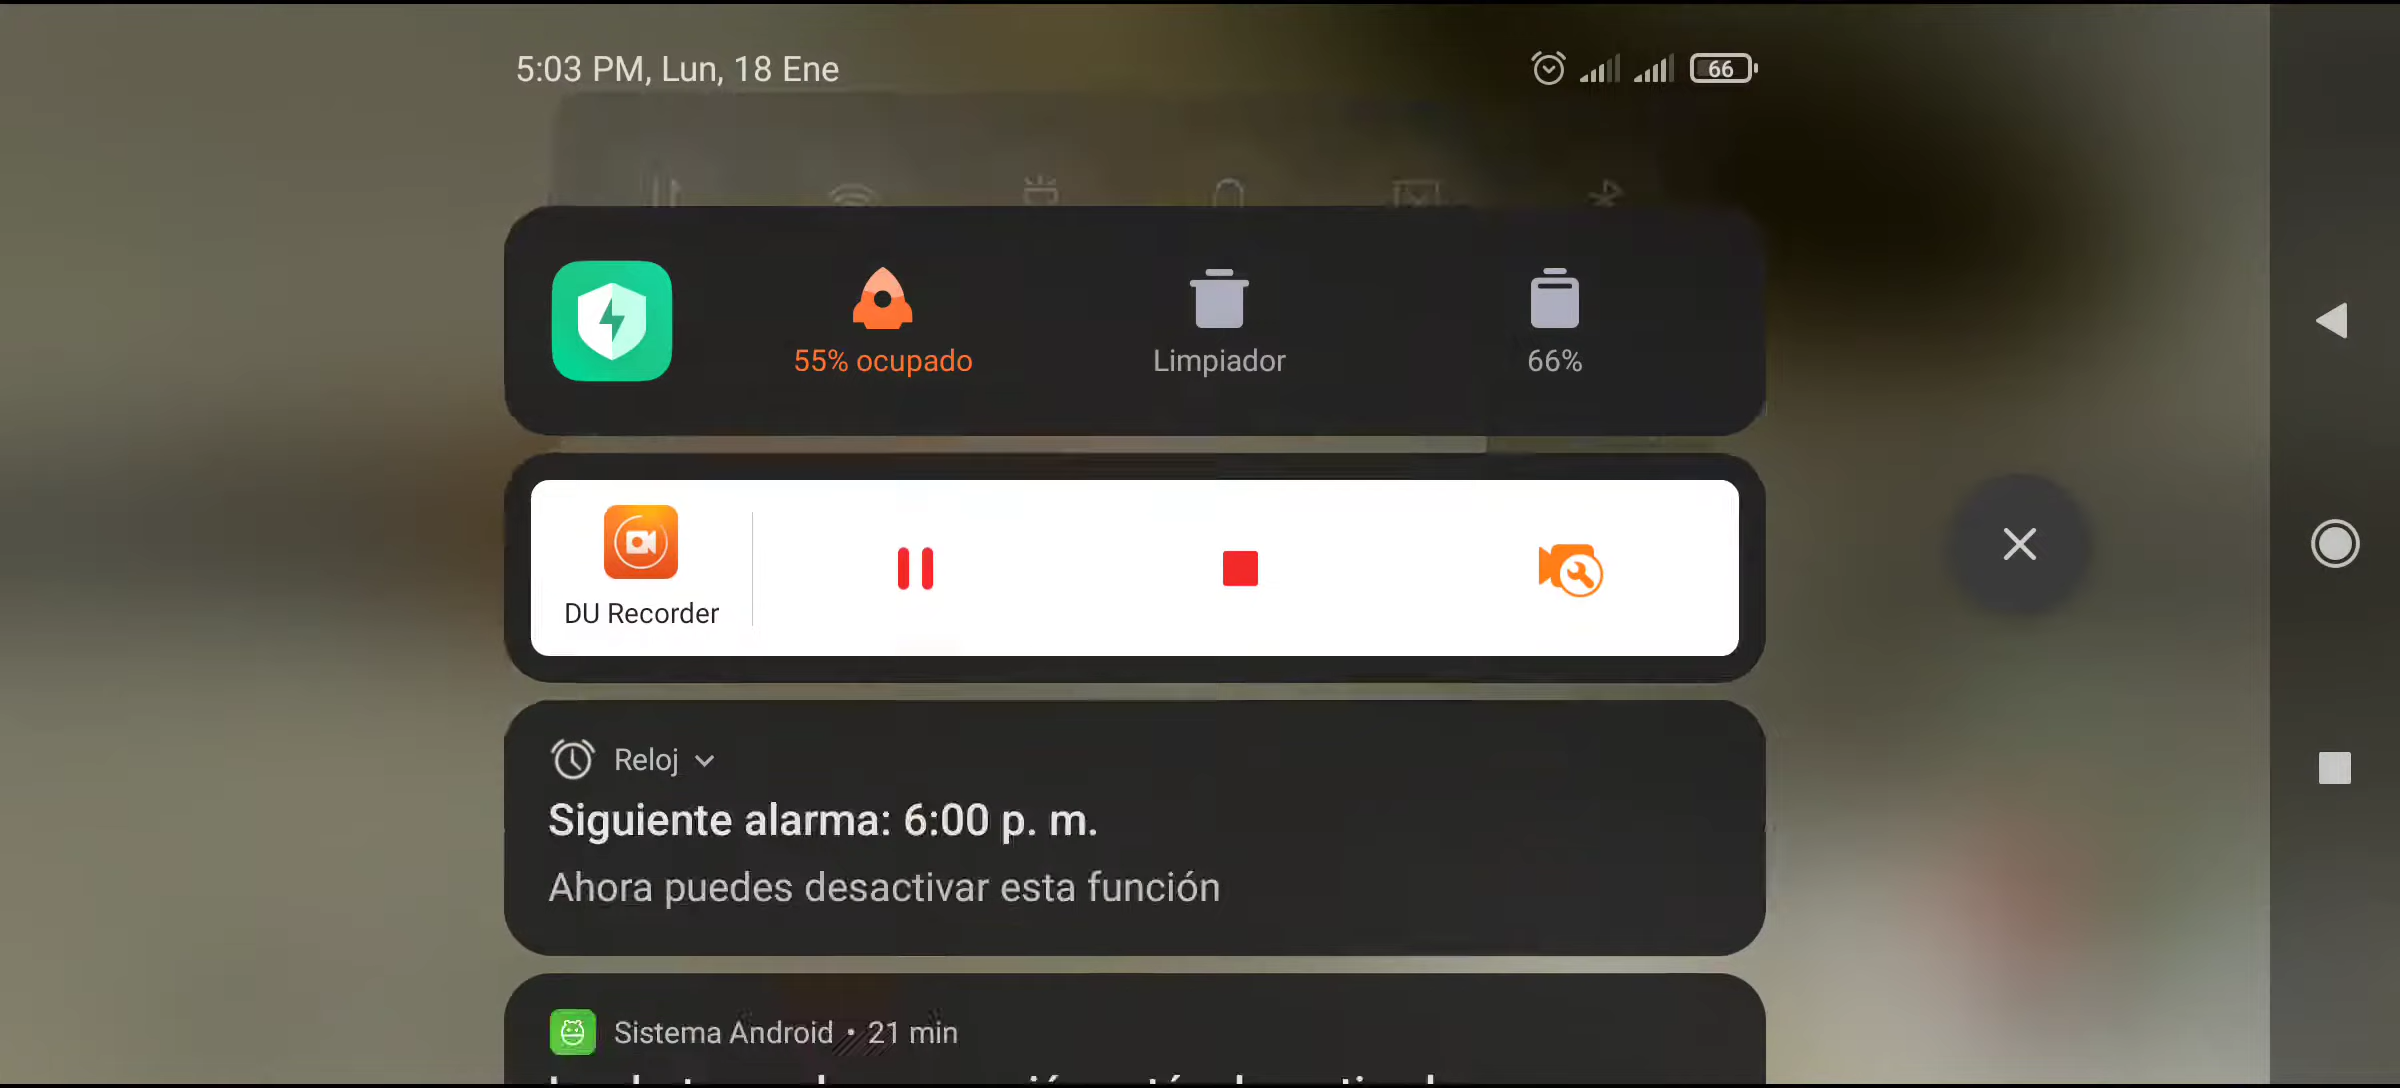 5:03 PM, Lun, 18 Ene
66
55% ocupado
Limpiador
66%
DU Recorder
Reloj
Siguiente alarma: 6:00 p. m.
Ahora puedes desactivar esta función
Sistema Android • 21 min